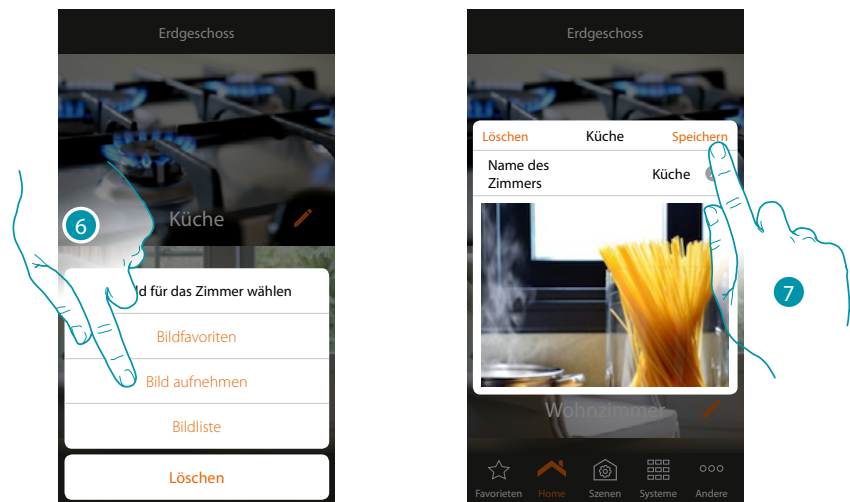 Erdgeschoss
Küche
6
ld für das Zimmer wählen
Bildfavoriten
Bild aufnehmen
Bildliste
Löschen
Erdgeschoss
Löschen Küche Speichern
Name des
Zimmers
Küche
7
Wohnzimmer
Favorieten Home Szenen Systeme Andere